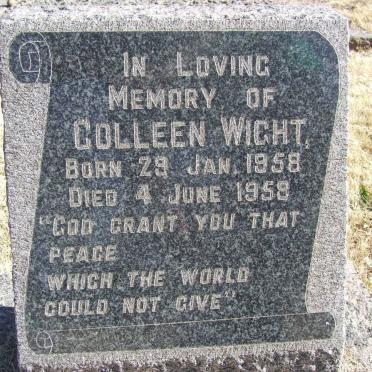 IN LOVING
MEMORY OF
COLLEEN WIGHT,
BORN 29 JAN. 1958
DIED 4 JUNE 1958
"GOD GRANT YOU THAT
PEACE
WHICH THE WORLD
COULD NOT GIVE"